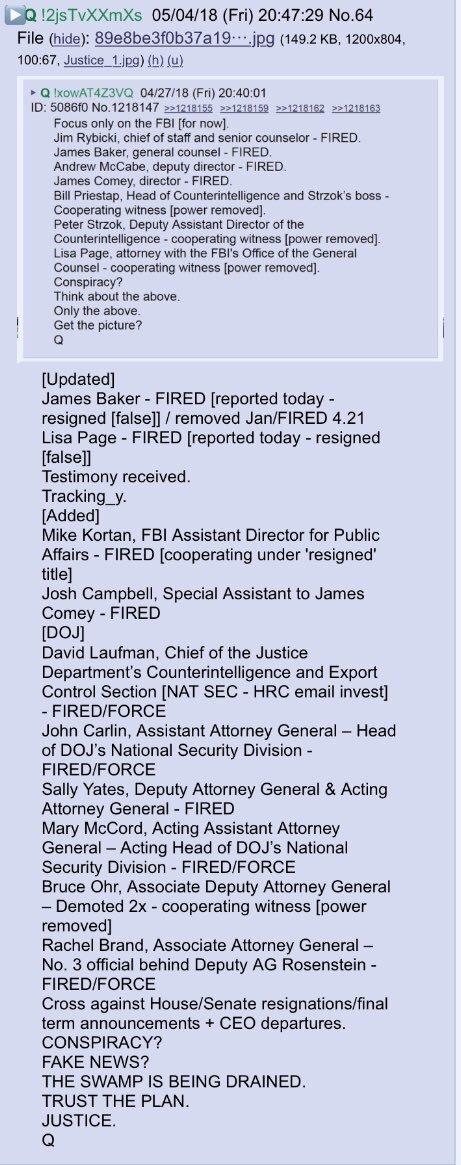 Q !2jsTvXXmXs 05/04/18 (Fri) 20:47:29 No.64
File (hide): 89e8be3f0b37a19⋯.jpg (149.2 KB, 1200x804,
100:67, Justice_1.jpg) (h) (u)
Q !xowAT4Z3VQ 04/27/18 (Fri) 20:40:01
ID: 5086f0 No.1218147 >>1218155 >>1218159 >>1218162 >>1218163
Focus only on the FBI [for now].
Jim Rybicki, chief of staff and senior counselor - FIRED.
James Baker, general counsel - FIRED.
Andrew McCabe, deputy director - FIRED.
James Comey, director - FIRED.
Bill Priestap, Head of Counterintelligence and Strzok's boss -
Cooperating witness [power removed].
Peter Strzok, Deputy Assistant Director of the
Counterintelligence - cooperating witness [power removed].
Lisa Page, attorney with the FBI's Office of the General
Counsel - cooperating witness [power removed].
Conspiracy?
Think about the above.
Only the above.
Get the picture?
Q
[Updated]
James Baker - FIRED [reported today -
resigned [false]] / removed Jan/FIRED 4.21
Lisa Page - FIRED [reported today - resigned
[false]]
Testimony received.
Tracking_y.
[Added]
Mike Kortan, FBI Assistant Director for Public
Affairs - FIRED [cooperating under 'resigned'
title]
Josh Campbell, Special Assistant to James
Comey - FIRED
[DOJ]
David Laufman, Chief of the Justice
Department's Counterintelligence and Export
Control Section [NAT SEC - HRC email invest]
- FIRED/FORCE
John Carlin, Assistant Attorney General – Head
of DOJ's National Security Division -
FIRED/FORCE
Sally Yates, Deputy Attorney General & Acting
Attorney General - FIRED
Mary McCord, Acting Assistant Attorney
General – Acting Head of DOJ's National
Security Division - FIRED/FORCE
Bruce Ohr, Associate Deputy Attorney General
– Demoted 2x - cooperating witness [power
removed]
Rachel Brand, Associate Attorney General –
No. 3 official behind Deputy AG Rosenstein -
FIRED/FORCE
Cross against House/Senate resignations/final
term announcements + CEO departures.
CONSPIRACY?
FAKE NEWS?
THE SWAMP IS BEING DRAINED.
TRUST THE PLAN.
JUSTICE.
Q